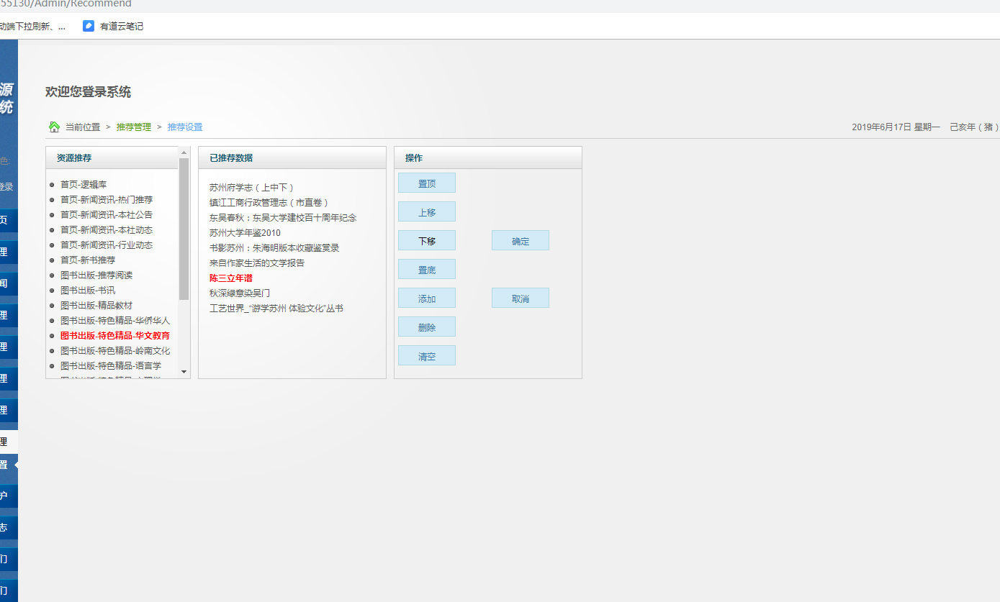 55130/Admin/Recommend
动端下拉刷新、...
有道云笔记
源
统
色:
登录
页
理
闻
理
理
理
理
理
置
护
志
们
们
欢迎您登录系统
当前位置 > 推荐管理 > 推荐设置
2019年6月17日 星期一 己亥年（猪）
资源推荐
首页-逻辑库
首页-新闻资讯-热门推荐
首页-新闻资讯-本社公告
首页-新闻资讯-本社动态
首页-新闻资讯-行业动态
首页-新书推荐
图书出版-推荐阅读
图书出版-书讯
图书出版-精品教材
图书出版-特色精品-华侨华人
图书出版-特色精品-华文教育
图书出版-特色精品-岭南文化
图书出版-特色精品-语言学
已推荐数据
苏州府学志（上中下）
镇江工商行政管理志（市直卷）
东吴春秋：东吴大学建校百十周年纪念
苏州大学年鉴2010
书影苏州：朱海明版本收藏鉴赏录
来自作家生活的文学报告
陈三立年谱
秋深绿意染吴门
工艺世界_“游学苏州 体验文化”丛书
操作
置顶
上移
下移
确定
置底
添加
取消
删除
清空